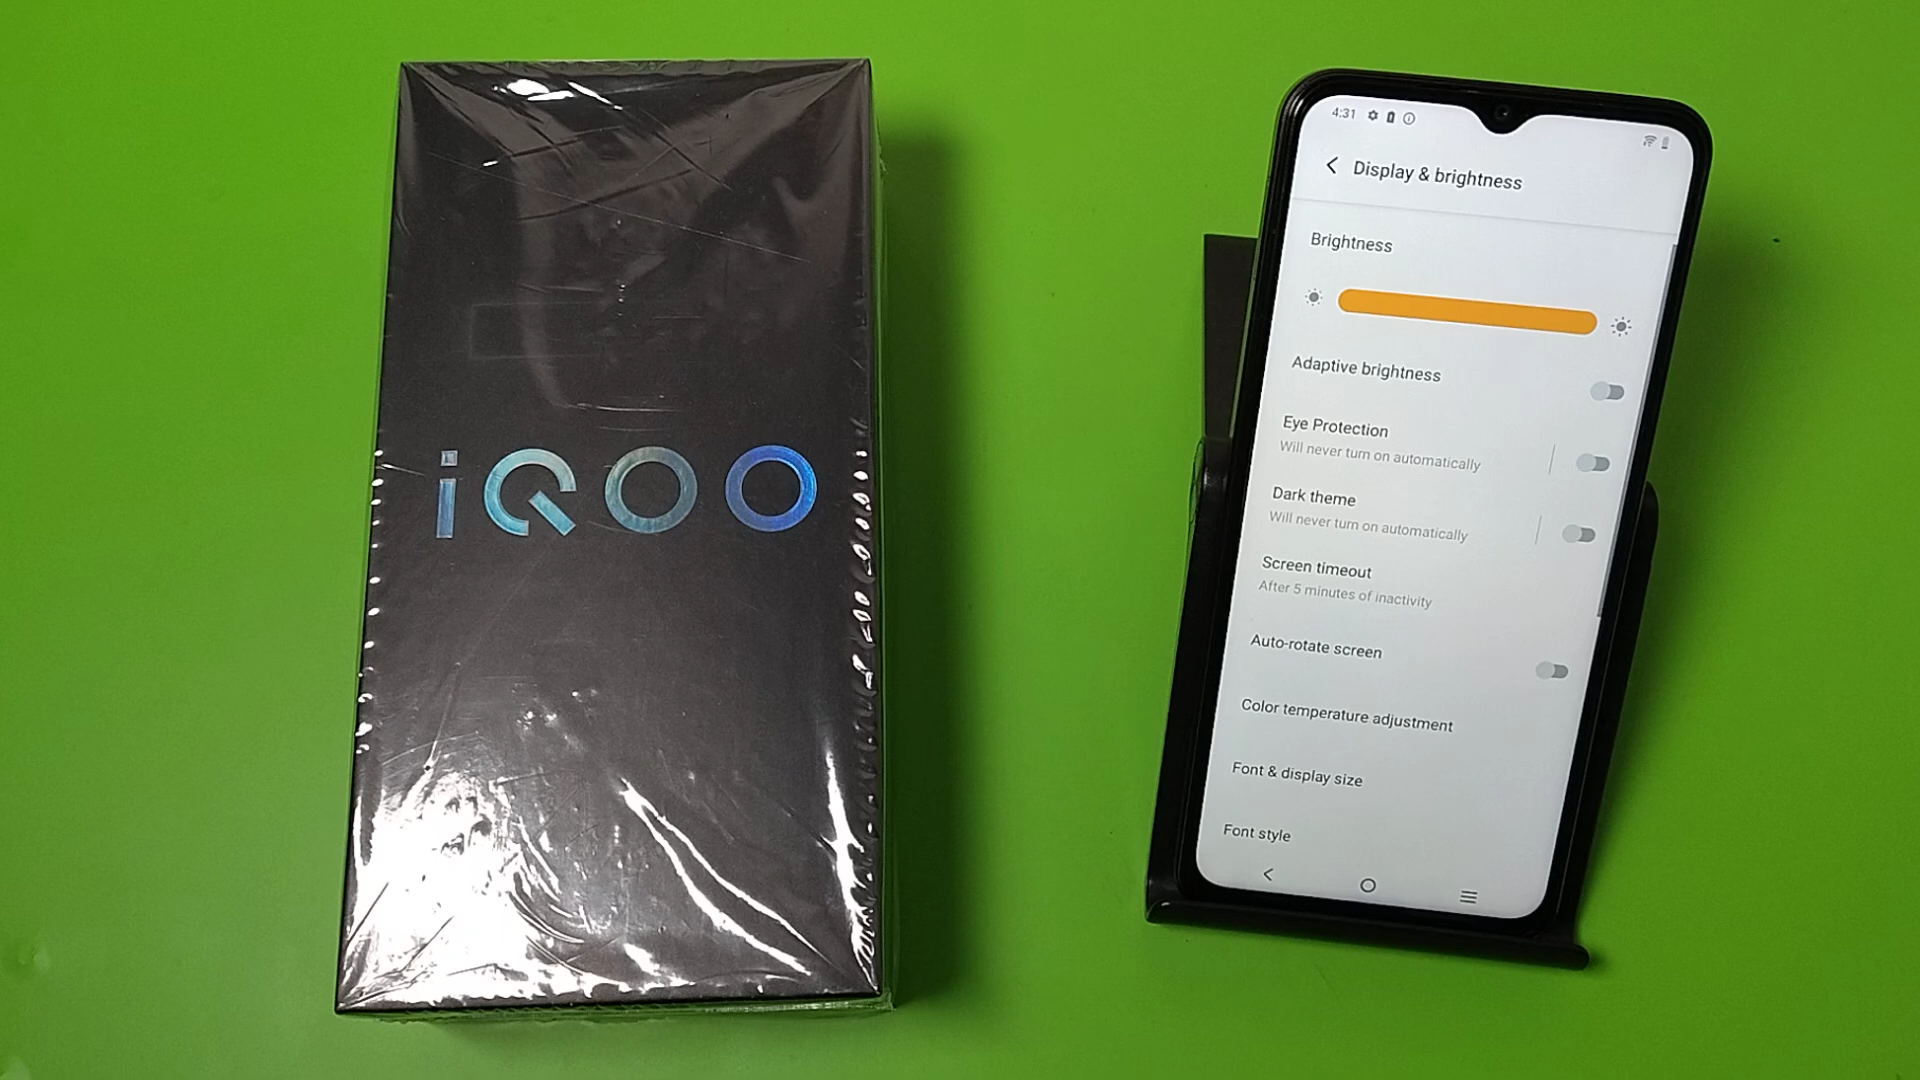 iQOO
4:31
Display & brightness
Brightness
Adaptive brightness
Eye Protection
Will never turn on automatically
Dark theme
Will never turn on automatically
Screen timeout
After 5 minutes of inactivity
Auto-rotate screen
Color temperature adjustment
Font & display size
Font style